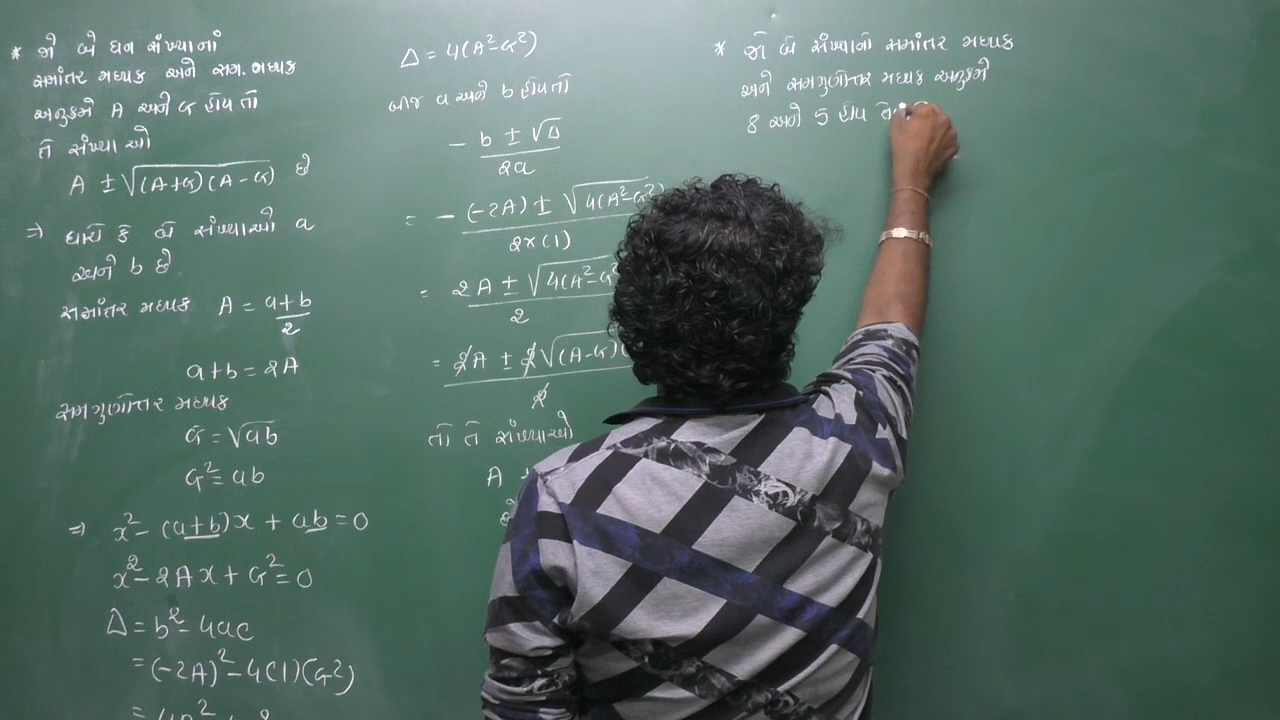 * જો બે ધન સંખ્યાનાં
સમાંતર મધ્યક અને સમ. મધ્યક
અનુક્રમે A અને G હોય તો
તે સંખ્યાઓ
A ± √(A+G)(A-G) છે
⇒ ધારો કે બે સંખ્યાઓ a
અને b છે
સમાંતર મધ્યક A = a+b/2
a+b = 2A
સમગુણોત્તર મધ્યક
G = √ab
G² = ab
⇒ x² - (a+b)x + ab = 0
x² - 2Ax + G² = 0
Δ = b² - 4ac
= (-2A)² - 4(1)(G²)
Δ = 4(A²-G²)
બીજ a અને b હોય તો
- b ± √Δ / 2a
= - (-2A) ± √4(A²-G²) / 2×(1)
= 2A ± √4(A²-G² / 2
= 2A ± 2√(A-G)( / 2
તો તે સંખ્યાઓ
A
* જો બે સંખ્યાનો સમાંતર મધ્યક
અને સમગુણોત્તર મધ્યક અનુક્રમે
8 અને 5 હોય